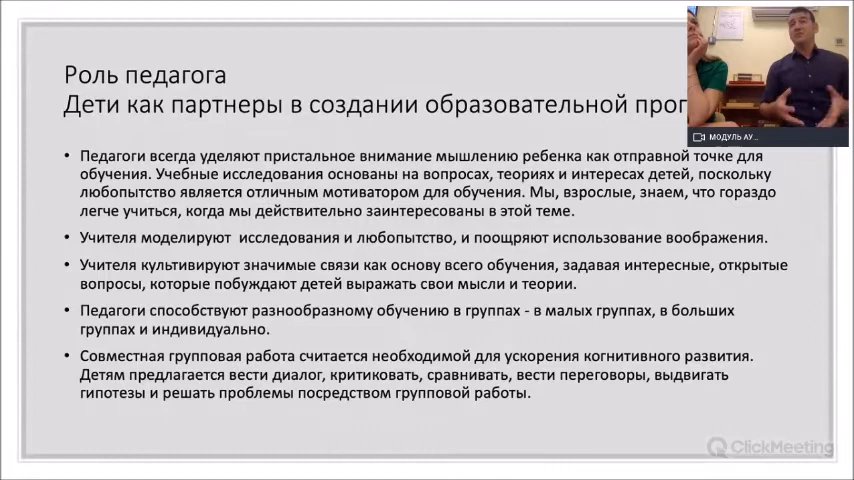 Роль педагога
Дети как партнеры в создании образовательной
• Педагоги всегда уделяют пристальное внимание мышлению ребенка как отправной точке для
обучения. Учебные исследования основаны на вопросах, теориях и интересах детей, поскольку
любопытство является отличным мотиватором для обучения. Мы, взрослые, знаем, что гораздо
легче учиться, когда мы действительно заинтересованы в этой теме.
• Учителя моделируют исследования и любопытство, и поощряют использование воображения.
• Учителя культивируют значимые связи как основу всего обучения, задавая интересные, открытые
вопросы, которые побуждают детей выражать свои мысли и теории.
• Педагоги способствуют разнообразному обучению в группах - в малых группах, в больших
группах и индивидуально.
• Совместная групповая работа считается необходимой для ускорения когнитивного развития.
Детям предлагается вести диалог, критиковать, сравнивать, вести переговоры, выдвигать
гипотезы и решать проблемы посредством групповой работы.
МОДУЛЬ АУ...
ClickMeeting